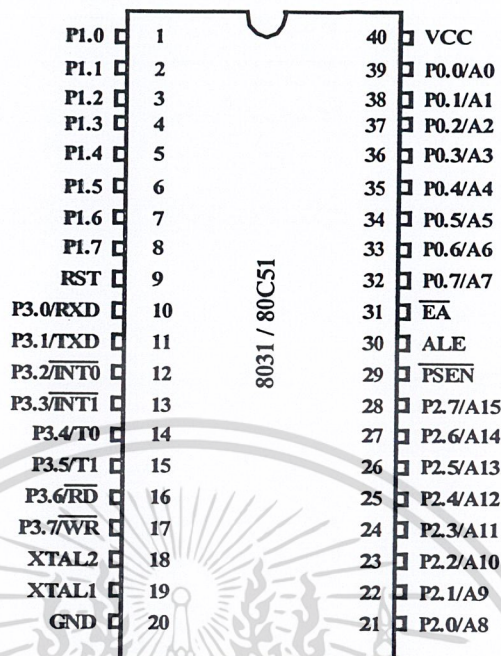 P1.0 1 40 VCC
P1.1 2 39 P0.0/A0
P1.2 3 38 P0.1/A1
P1.3 4 37 P0.2/A2
P1.4 5 36 P0.3/A3
P1.5 6 35 P0.4/A4
P1.6 7 34 P0.5/A5
P1.7 8 33 P0.6/A6
RST 9 32 P0.7/A7
P3.0/RXD 10 31 E̅A̅
P3.1/TXD 11 30 ALE
P3.2/I̅N̅T̅0̅ 12 29 P̅S̅E̅N̅
P3.3/I̅N̅T̅1̅ 13 28 P2.7/A15
P3.4/T0 14 27 P2.6/A14
P3.5/T1 15 26 P2.5/A13
P3.6/R̅D̅ 16 25 P2.4/A12
P3.7/W̅R̅ 17 24 P2.3/A11
XTAL2 18 23 P2.2/A10
XTAL1 19 22 P2.1/A9
GND 20 21 P2.0/A8
8031 / 80C51